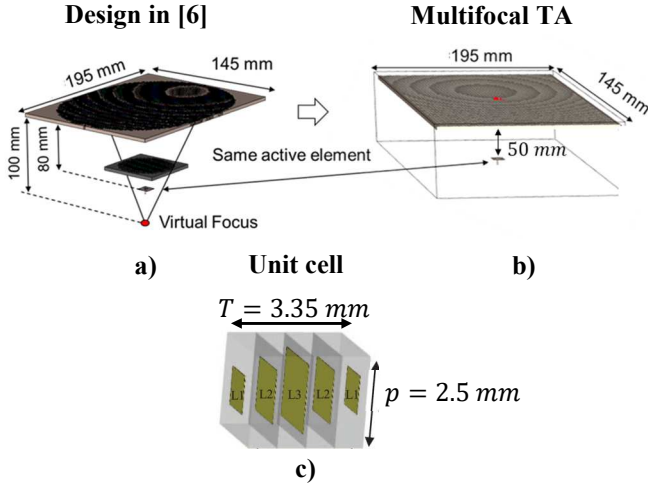 Design in [6]
Multifocal TA
195 mm
145 mm
100 mm
80 mm
Same active element
Virtual Focus
195 mm
145 mm
50 mm
a)
Unit cell
b)
T = 3.35 mm
L1
L2
L3
L2
L1
p = 2.5 mm
c)